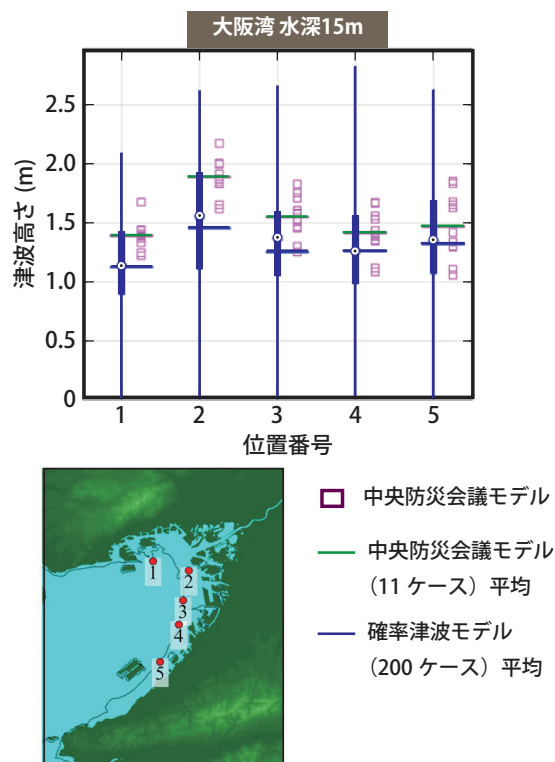 大阪湾 水深15m
津波高さ (m)
2.5
2.0
1.5
1.0
0.5
0
1 2 3 4 5
位置番号
1
2
3
4
5
中央防災会議モデル
中央防災会議モデル
（11 ケース）平均
確率津波モデル
（200 ケース）平均